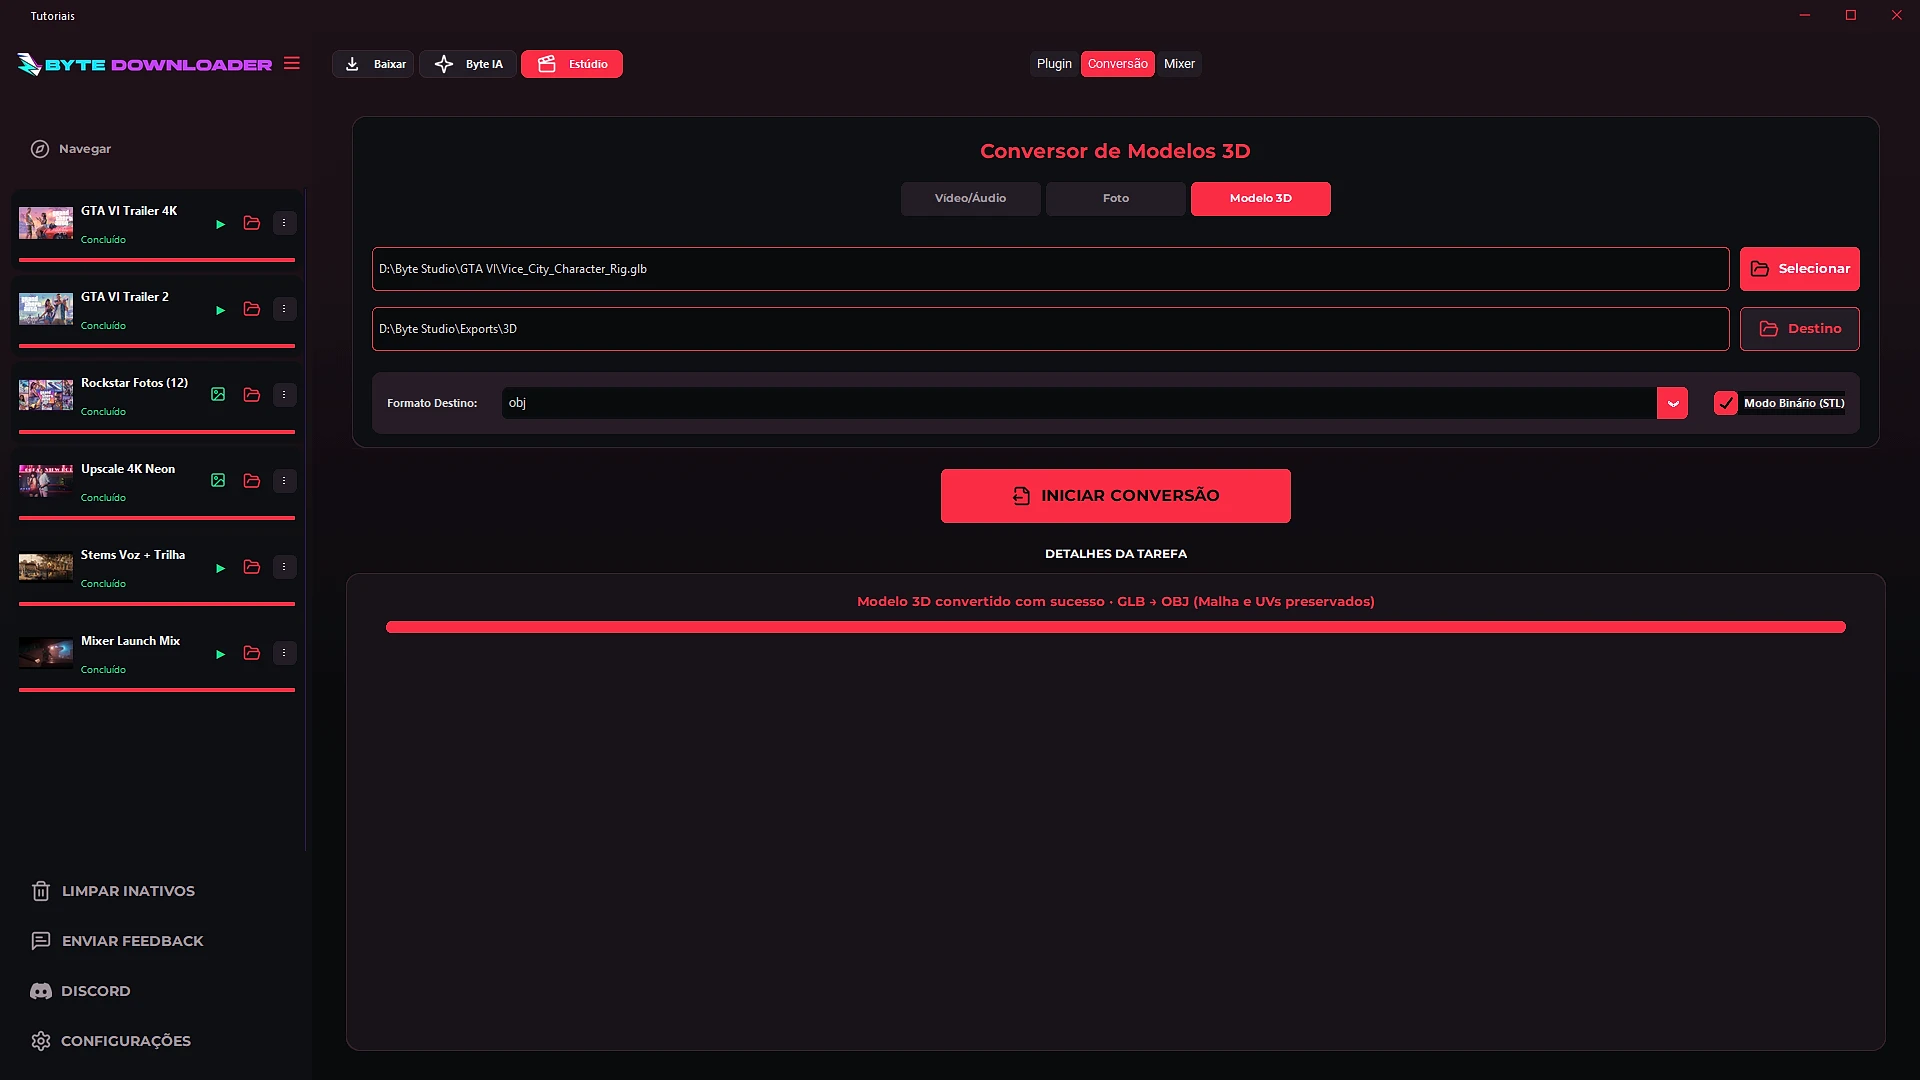 Tutoriais
BYTE DOWNLOADER
Baixar
Byte IA
Estúdio
Plugin
Conversão
Mixer
Navegar
GTA VI Trailer 4K
Concluído
GTA VI Trailer 2
Concluído
Rockstar Fotos (12)
Concluído
Upscale 4K Neon
Concluído
Stems Voz + Trilha
Concluído
Mixer Launch Mix
Concluído
LIMPAR INATIVOS
ENVIAR FEEDBACK
DISCORD
CONFIGURAÇÕES
Conversor de Modelos 3D
Vídeo/Áudio
Foto
Modelo 3D
D:\Byte Studio\GTA VI\Vice_City_Character_Rig.glb
Selecionar
D:\Byte Studio\Exports\3D
Destino
Formato Destino:
obj
Modo Binário (STL)
INICIAR CONVERSÃO
DETALHES DA TAREFA
Modelo 3D convertido com sucesso · GLB → OBJ (Malha e UVs preservados)